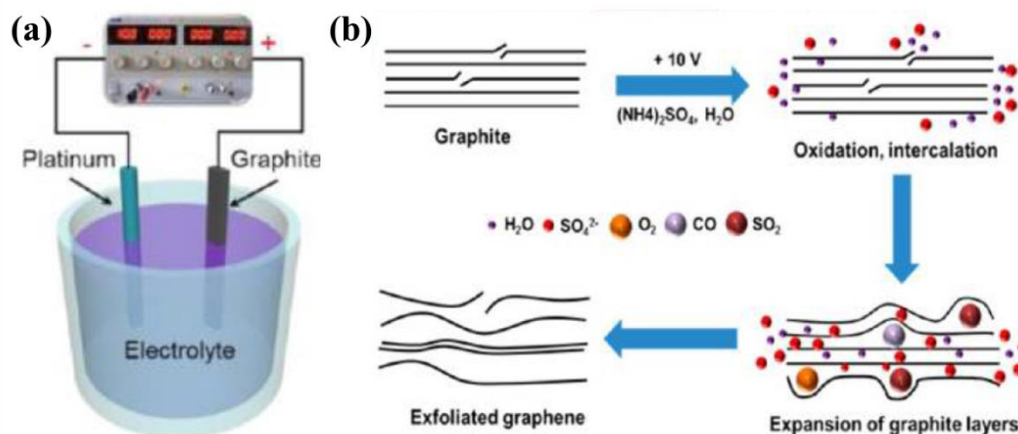 (a)
(b)
- +
Platinum
Graphite
Electrolyte
Graphite
+ 10 V
(NH4)₂SO₄, H₂O
Oxidation, intercalation
H₂O SO₄²⁻ O₂ CO SO₂
Exfoliated graphene
Expansion of graphite layers